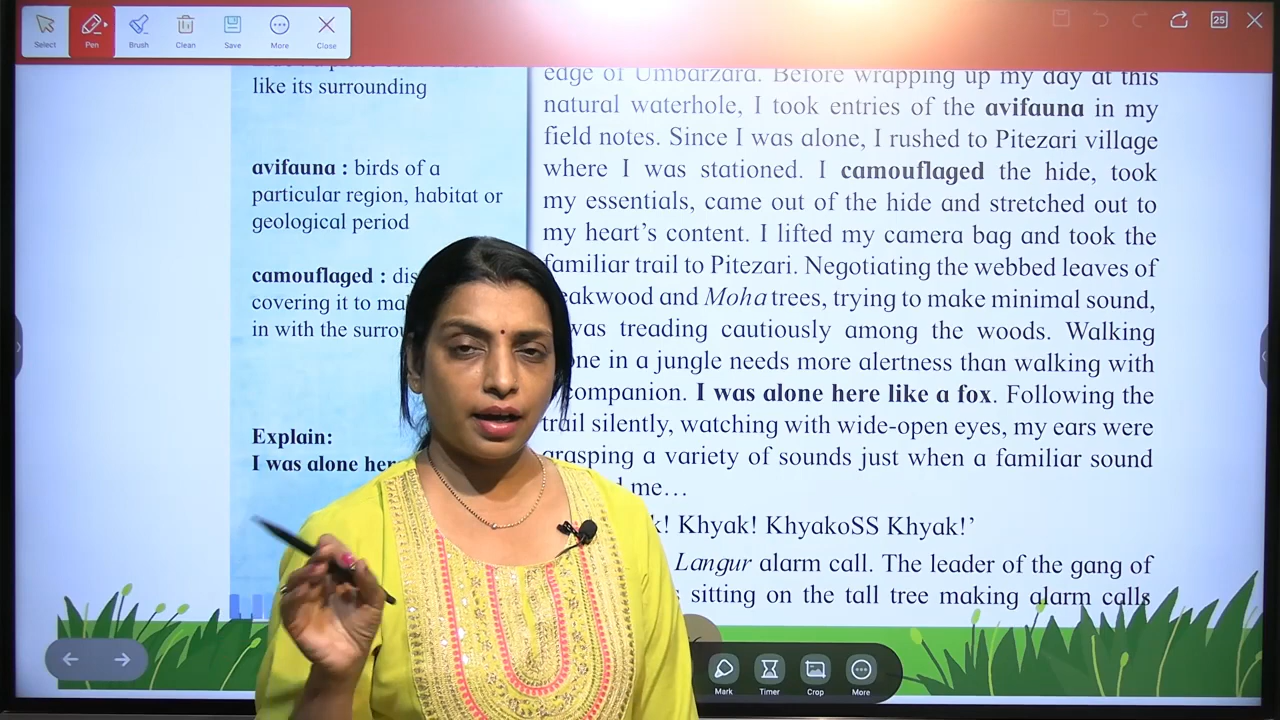 Select
Pen
Brush
Clean
Save
More
Close
25
like its surrounding
avifauna : birds of a
particular region, habitat or
geological period
camouflaged : dis
covering it to ma
in with the surrou
Explain:
I was alone her
edge of Umbarzara. Before wrapping up my day at this
natural waterhole, I took entries of the avifauna in my
field notes. Since I was alone, I rushed to Pitezari village
where I was stationed. I camouflaged the hide, took
my essentials, came out of the hide and stretched out to
my heart's content. I lifted my camera bag and took the
familiar trail to Pitezari. Negotiating the webbed leaves of
eakwood and Moha trees, trying to make minimal sound,
was treading cautiously among the woods. Walking
one in a jungle needs more alertness than walking with
companion. I was alone here like a fox. Following the
trail silently, watching with wide-open eyes, my ears were
grasping a variety of sounds just when a familiar sound
me...
k! Khyak! KhyakoSS Khyak!'
Langur alarm call. The leader of the gang of
sitting on the tall tree making alarm calls
Mark
Timer
Crop
More